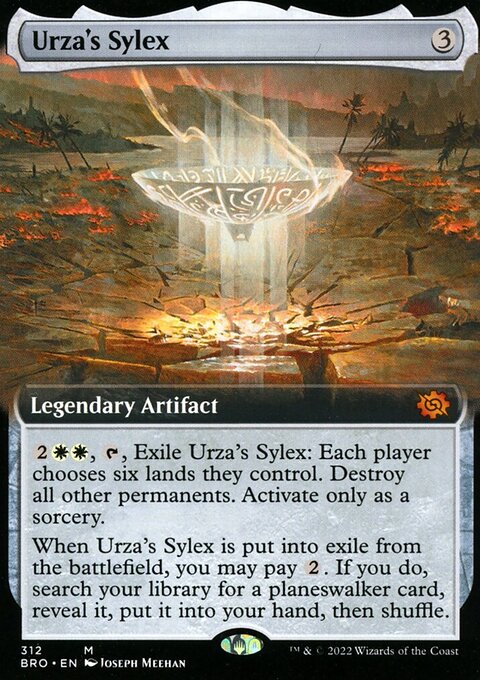 Urza's Sylex 3
Legendary Artifact
2, , Exile Urza's Sylex: Each player
chooses six lands they control. Destroy
all other permanents. Activate only as a
sorcery.
When Urza's Sylex is put into exile from
the battlefield, you may pay 2. If you do,
search your library for a planeswalker card,
reveal it, put it into your hand, then shuffle.
312 M
BRO • EN Joseph Meehan
™ & © 2022 Wizards of the Coast